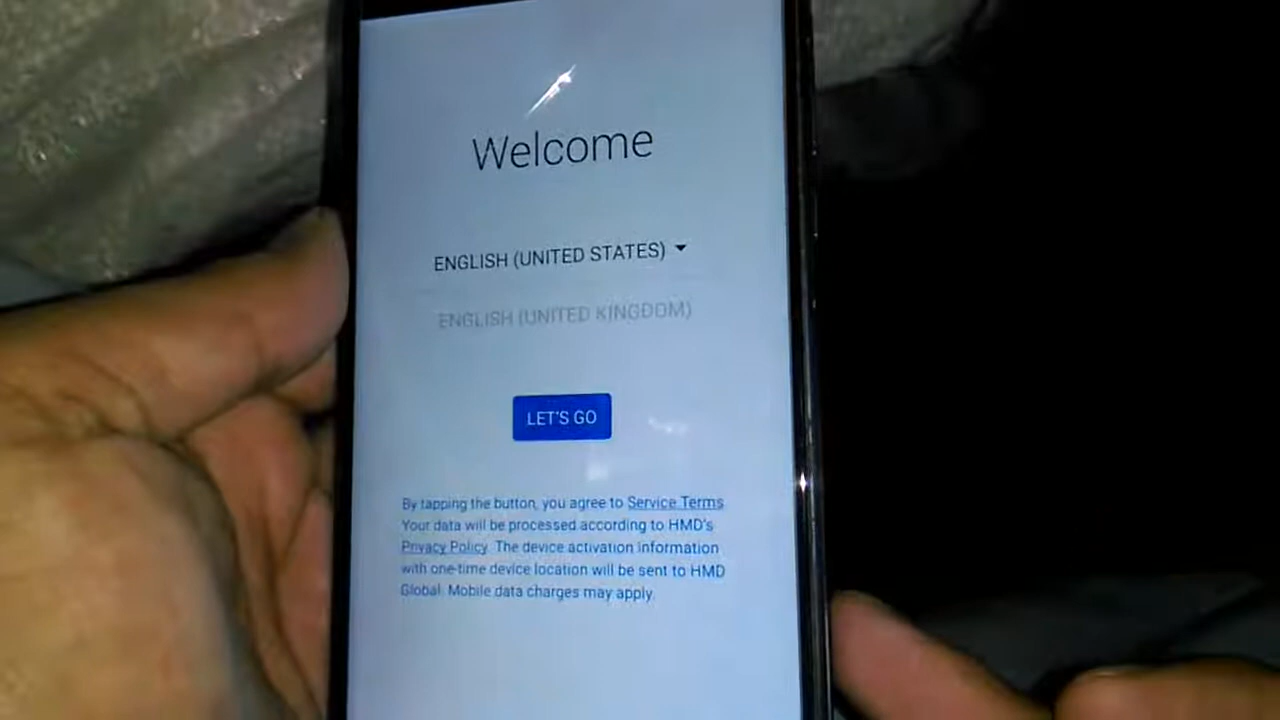 Welcome
ENGLISH (UNITED STATES)
ENGLISH (UNITED KINGDOM)
LET'S GO
By tapping the button, you agree to Service Terms
Your data will be processed according to HMD's
Privacy Policy. The device activation information
with one-time device location will be sent to HMD
Global. Mobile data charges may apply.